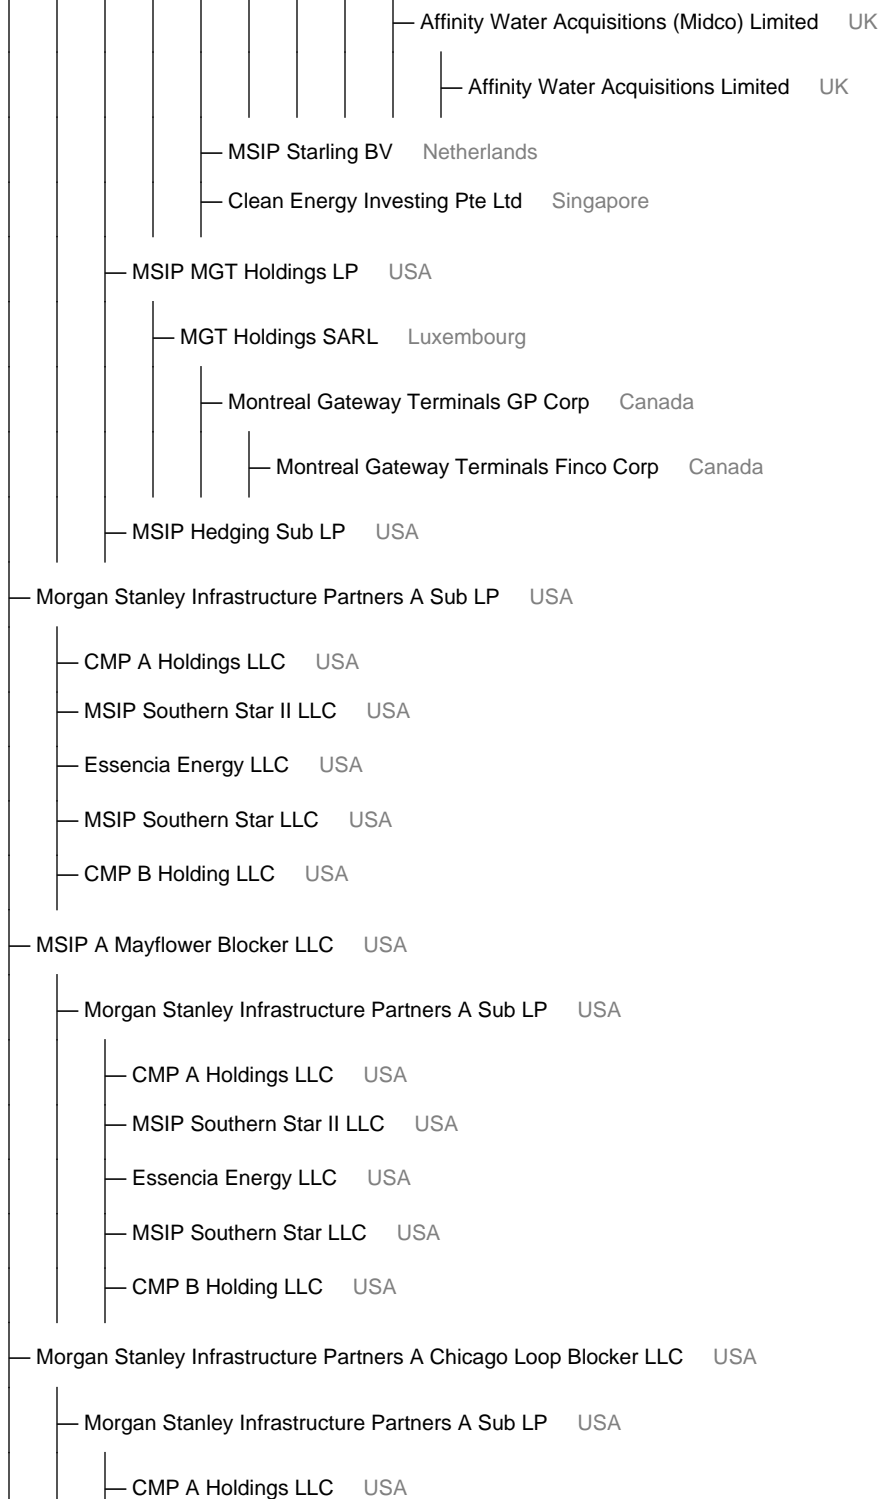 Affinity Water Acquisitions (Midco) Limited UK
Affinity Water Acquisitions Limited UK
MSIP Starling BV Netherlands
Clean Energy Investing Pte Ltd Singapore
MSIP MGT Holdings LP USA
MGT Holdings SARL Luxembourg
Montreal Gateway Terminals GP Corp Canada
Montreal Gateway Terminals Finco Corp Canada
MSIP Hedging Sub LP USA
Morgan Stanley Infrastructure Partners A Sub LP USA
CMP A Holdings LLC USA
MSIP Southern Star II LLC USA
Essencia Energy LLC USA
MSIP Southern Star LLC USA
CMP B Holding LLC USA
MSIP A Mayflower Blocker LLC USA
Morgan Stanley Infrastructure Partners A Sub LP USA
CMP A Holdings LLC USA
MSIP Southern Star II LLC USA
Essencia Energy LLC USA
MSIP Southern Star LLC USA
CMP B Holding LLC USA
Morgan Stanley Infrastructure Partners A Chicago Loop Blocker LLC USA
Morgan Stanley Infrastructure Partners A Sub LP USA
CMP A Holdings LLC USA